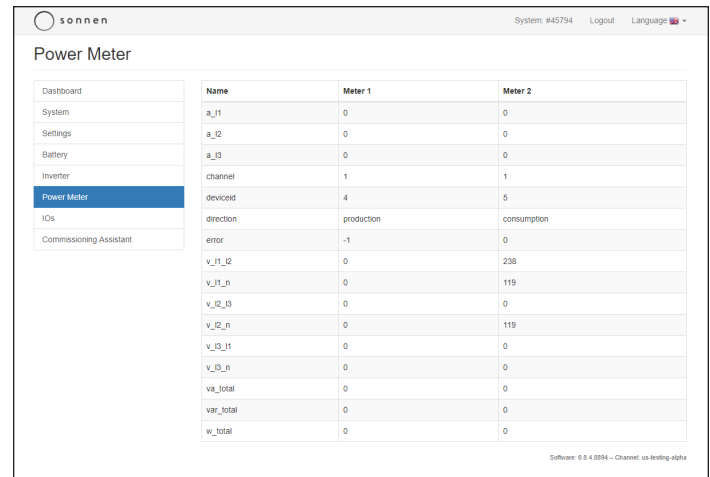 sonnen System: #45794 Logout Language
Power Meter
Dashboard
System
Settings
Battery
Inverter
Power Meter
IOs
Commissioning Assistant
Name Meter 1 Meter 2
a_l1 0 0
a_l2 0 0
a_l3 0 0
channel 1 1
deviceid 4 5
direction production consumption
error -1 0
v_l1_l2 0 238
v_l1_n 0 119
v_l2_l3 0 0
v_l2_n 0 119
v_l3_l1 0 0
v_l3_n 0 0
va_total 0 0
var_total 0 0
w_total 0 0
Software: 0.8.4.8894 – Channel: us-testing-alpha